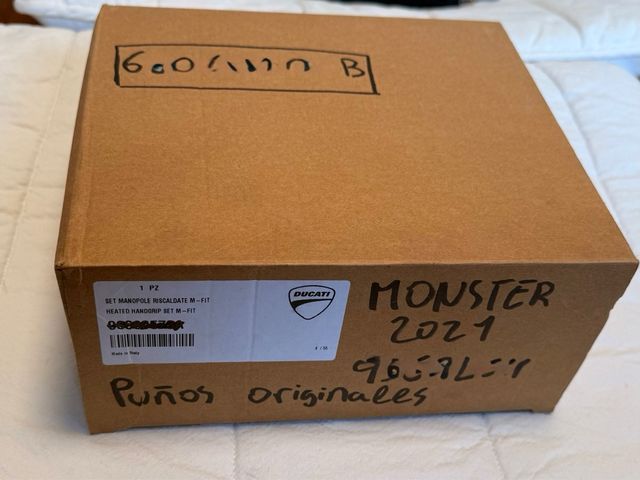 B
1 PZ
SET MANOPOLE RISCALDATE M-FIT
HEATED HANDGRIP SET M-FIT
Made in Italy
DUCATI
MONSTER
2021
Puños originales